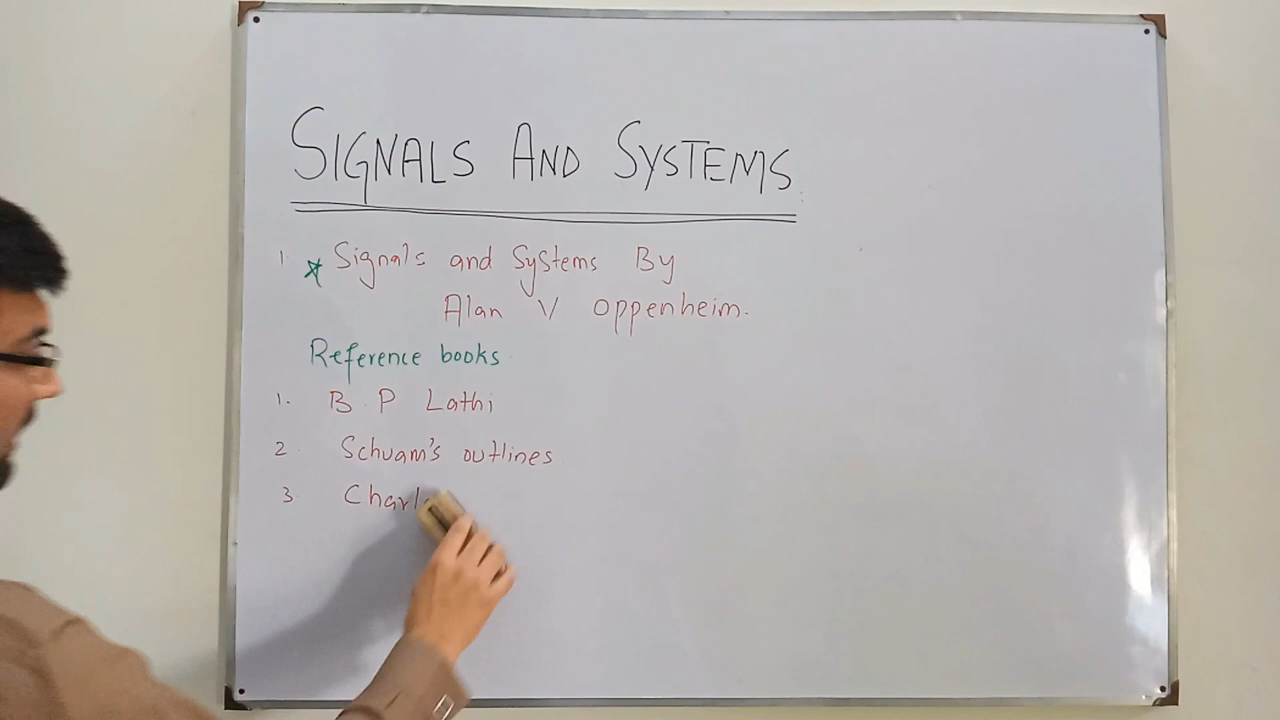 SIGNALS AND SYSTEMS
1 * Signals and Systems By
Alan V Oppenheim.
Reference books
1. B P Lathi
2 Schuam's outlines
3 Charl